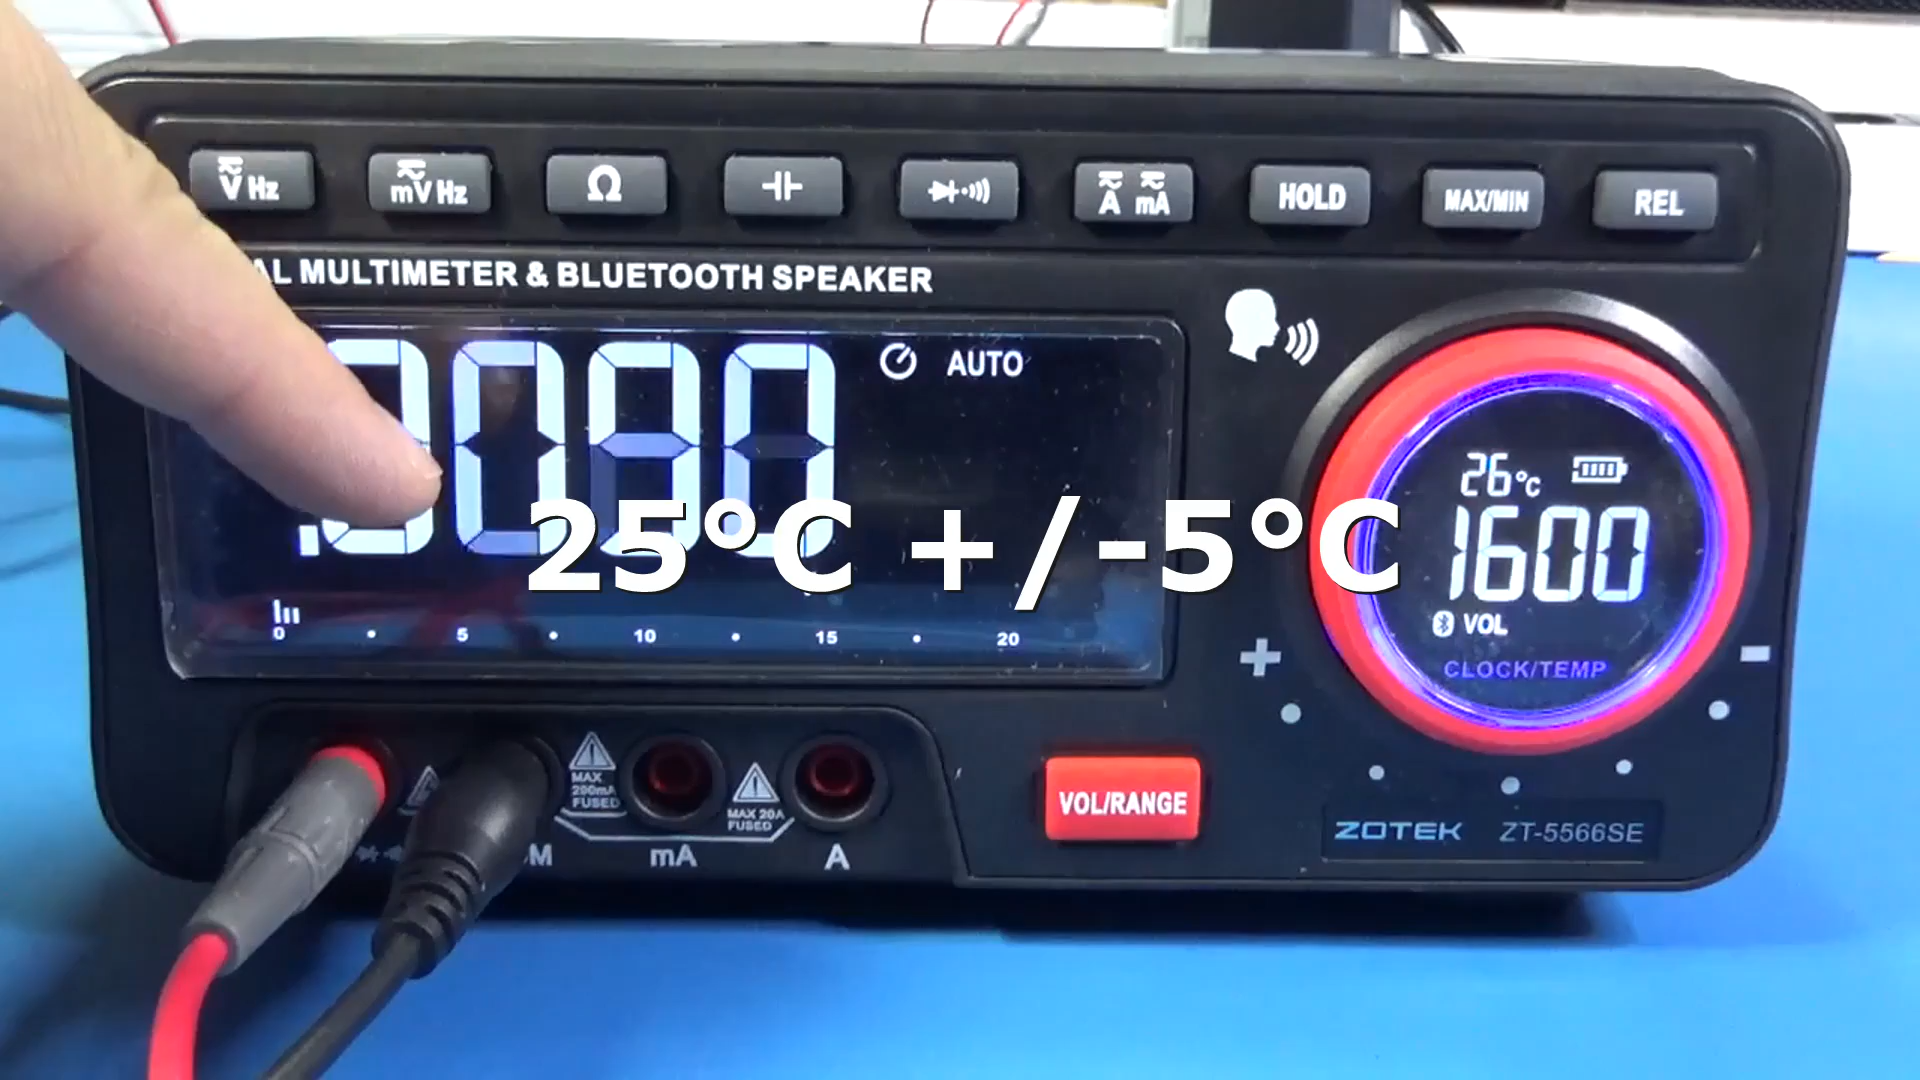 V Hz
mV Hz
Ω
A mA
HOLD
MAX/MIN
REL
AL MULTIMETER & BLUETOOTH SPEAKER
AUTO
26°C
1600
VOL
CLOCK/TEMP
25°C +/-5°C
0 5 10 15 20
+ -
MAX
200mA
FUSED
MAX 20A
FUSED
M
mA
A
VOL/RANGE
ZOTEK ZT-5566SE